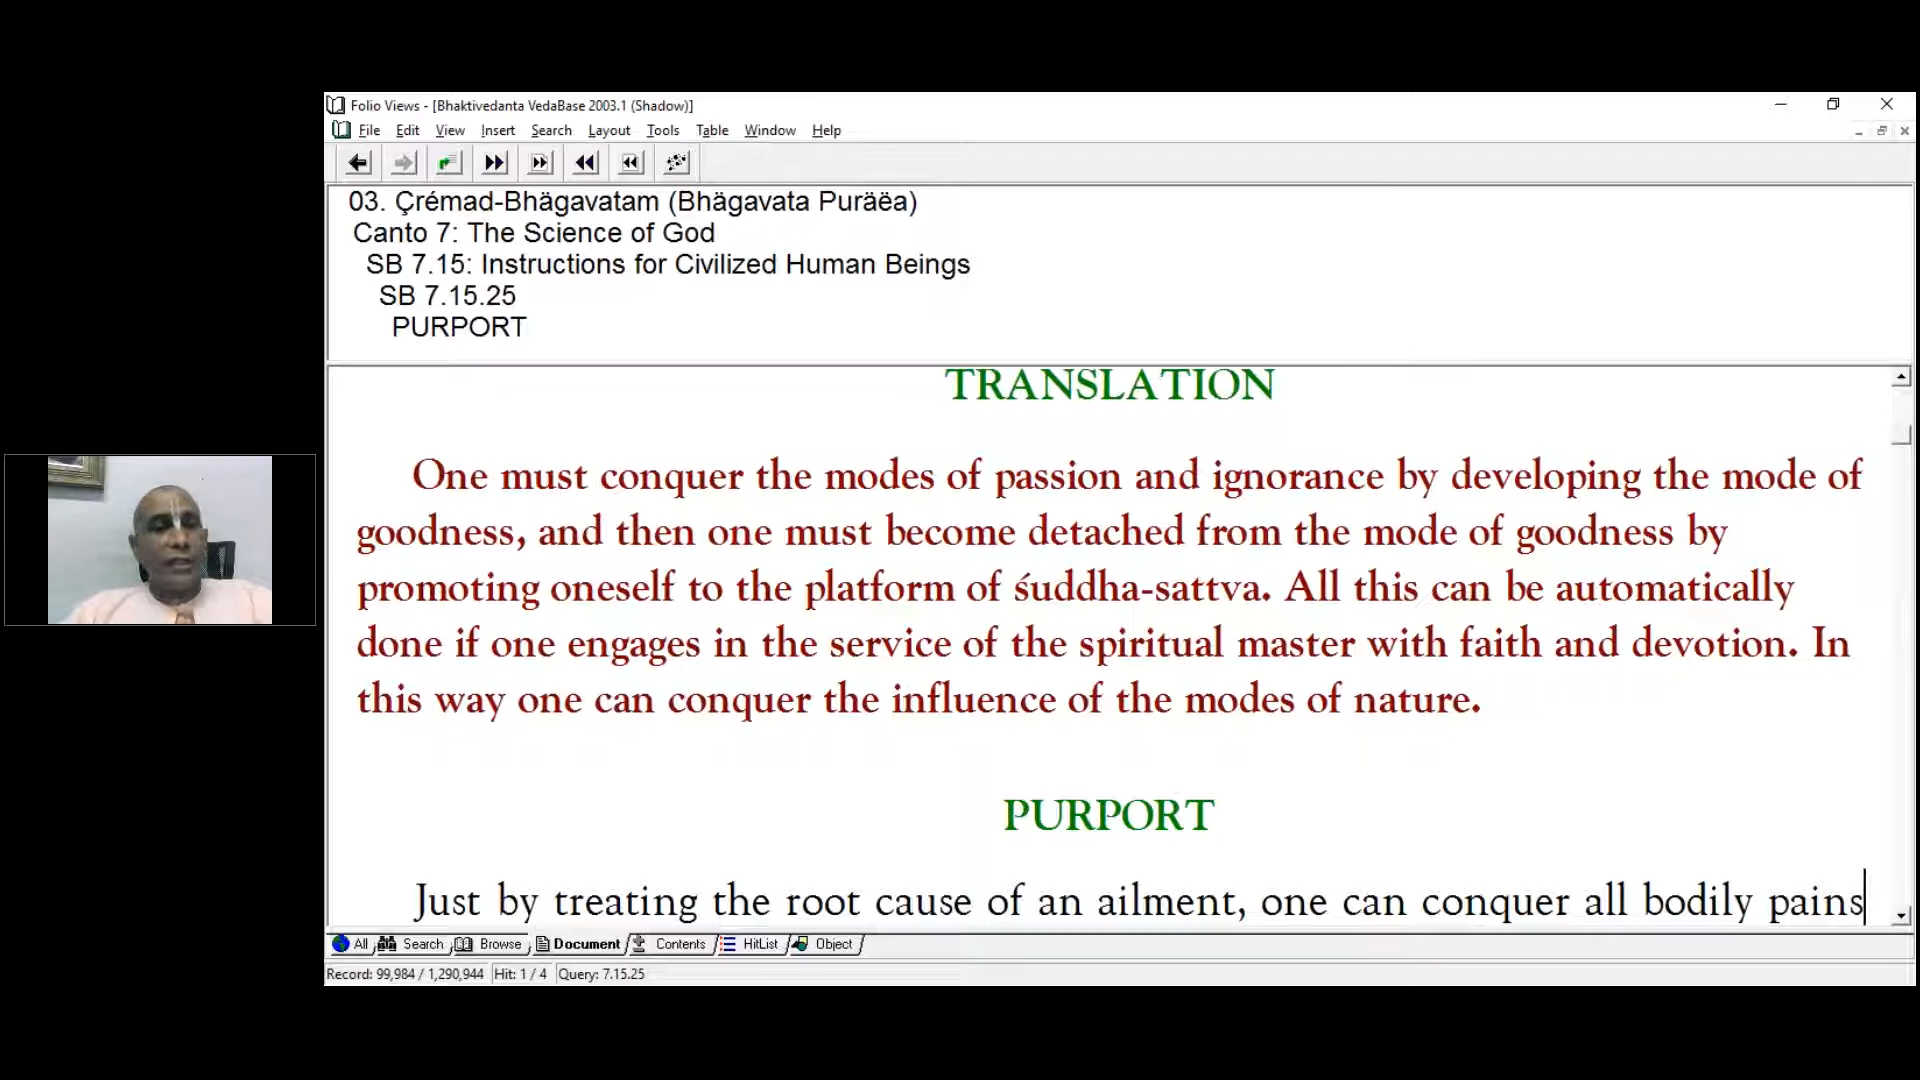 Folio Views - [Bhaktivedanta VedaBase 2003.1 (Shadow)]
File Edit View Insert Search Layout Tools Table Window Help
03. Çrémad-Bhägavatam (Bhägavata Puräëa)
Canto 7: The Science of God
SB 7.15: Instructions for Civilized Human Beings
SB 7.15.25
PURPORT
TRANSLATION
One must conquer the modes of passion and ignorance by developing the mode of
goodness, and then one must become detached from the mode of goodness by
promoting oneself to the platform of śuddha-sattva. All this can be automatically
done if one engages in the service of the spiritual master with faith and devotion. In
this way one can conquer the influence of the modes of nature.
PURPORT
Just by treating the root cause of an ailment, one can conquer all bodily pains
All Search Browse Document Contents HitList Object
Record: 99,984 / 1,290,944 Hit: 1 / 4 Query: 7.15.25